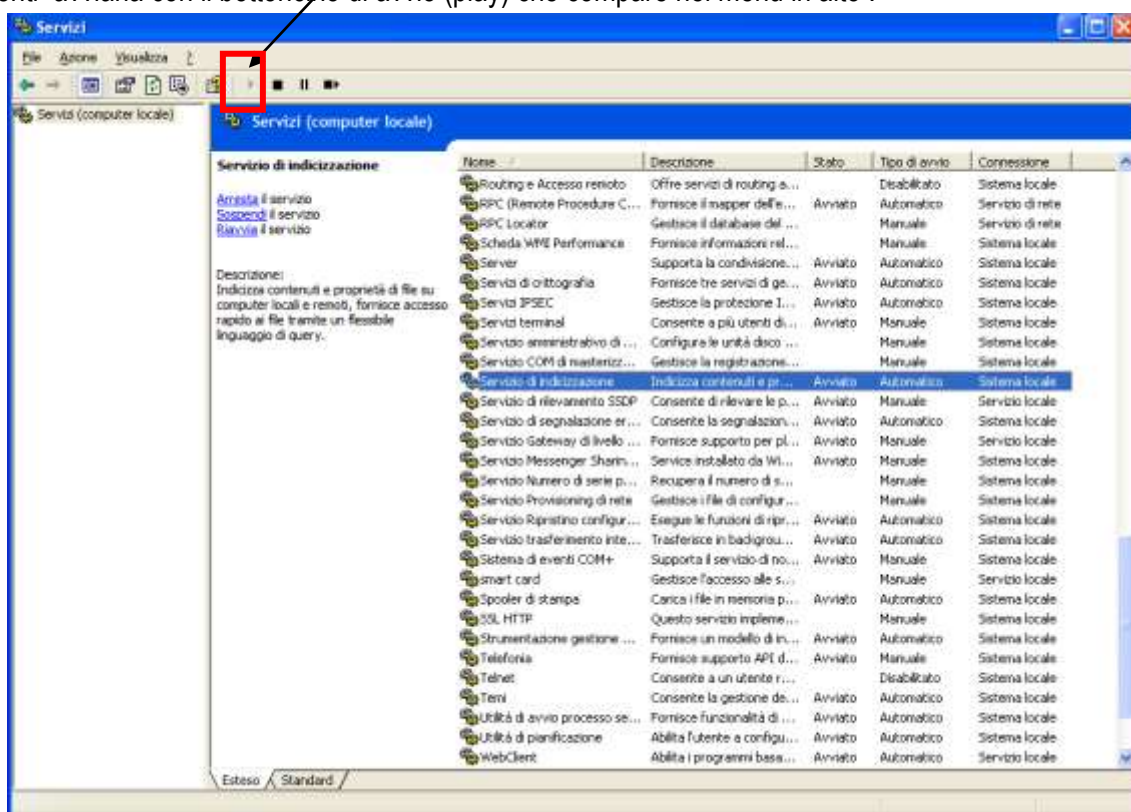 con il bottoncino di avvio (play) che compare nel menù in alto .
Servizi
File Azione Visualizza ?
Servizi (computer locale)
Servizi (computer locale)
Servizio di indicizzazione
Arresta il servizio
Sospendi il servizio
Riavvia il servizio
Descrizione:
Indicizza contenuti e proprietà di file su
computer locali e remoti, fornisce accesso
rapido ai file tramite un flessibile
linguaggio di query.
Nome Descrizione Stato Tipo di avvio Connessione
Routing e Accesso remoto Offre servizi di routing a... Disabilitato Sistema locale
RPC (Remote Procedure C... Fornisce il mapper dell'e... Avviato Automatico Servizio di rete
RPC Locator Gestisce il database del ... Manuale Servizio di rete
Scheda WMI Performance Fornisce informazioni rel... Manuale Sistema locale
Server Supporta la condivisione... Avviato Automatico Sistema locale
Servizi di crittografia Fornisce tre servizi di ge... Avviato Automatico Sistema locale
Servizi IPSEC Gestisce la protezione I... Avviato Automatico Sistema locale
Servizi terminal Consente a più utenti di... Avviato Manuale Sistema locale
Servizio amministrativo di ... Configura le unità disco ... Manuale Sistema locale
Servizio COM di masterizz... Gestisce la registrazione... Manuale Sistema locale
Servizio di indicizzazione Indicizza contenuti e pr... Avviato Automatico Sistema locale
Servizio di rilevamento SSDP Consente di rilevare le p... Avviato Manuale Servizio locale
Servizio di segnalazione er... Consente la segnalazion... Avviato Automatico Sistema locale
Servizio Gateway di livello ... Fornisce supporto per pl... Avviato Manuale Servizio locale
Servizio Messenger Sharin... Service installato da Wi... Avviato Manuale Sistema locale
Servizio Numero di serie p... Recupera il numero di s... Manuale Sistema locale
Servizio Provisioning di rete Gestisce i file di configur... Manuale Sistema locale
Servizio Ripristino configur... Esegue le funzioni di ripr... Avviato Automatico Sistema locale
Servizio trasferimento inte... Trasferisce in backgrou... Avviato Automatico Sistema locale
Sistema di eventi COM+ Supporta il servizio di no... Avviato Manuale Sistema locale
smart card Gestisce l'accesso alle s... Manuale Servizio locale
Spooler di stampa Carica i file in memoria p... Avviato Automatico Sistema locale
SSL HTTP Questo servizio impleme... Manuale Sistema locale
Strumentazione gestione ... Fornisce un modello di in... Avviato Automatico Sistema locale
Telefonia Fornisce supporto API d... Avviato Manuale Sistema locale
Telnet Consente a un utente r... Disabilitato Sistema locale
Temi Consente la gestione de... Avviato Automatico Sistema locale
Utilità di avvio processo se... Fornisce funzionalità di ... Avviato Automatico Sistema locale
Utilità di pianificazione Abilita l'utente a configu... Avviato Automatico Sistema locale
WebClient Abilita i programmi basa... Avviato Automatico Servizio locale
Esteso Standard